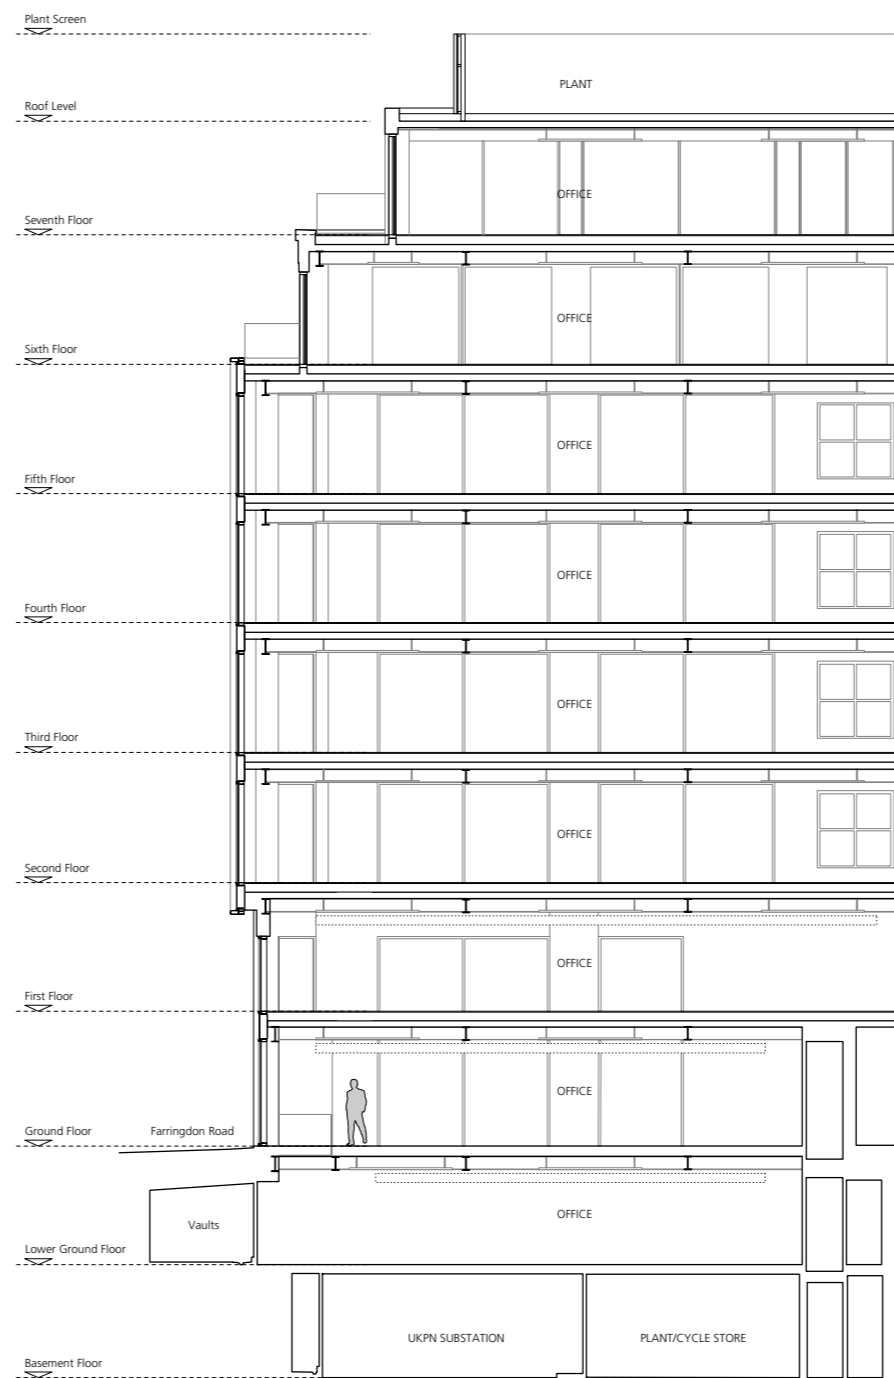 Plant Screen
PLANT
Roof Level
OFFICE
Seventh Floor
OFFICE
Sixth Floor
OFFICE
Fifth Floor
OFFICE
Fourth Floor
OFFICE
Third Floor
OFFICE
Second Floor
OFFICE
First Floor
OFFICE
Ground Floor Farringdon Road
OFFICE
Vaults
Lower Ground Floor
UKPN SUBSTATION PLANT/CYCLE STORE
Basement Floor